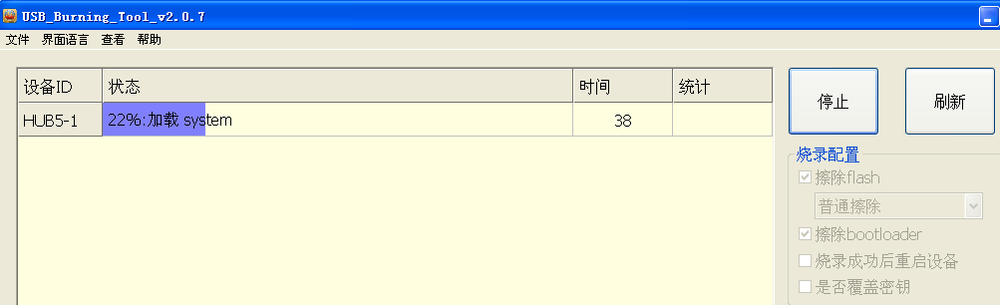 USB_Burning_Tool_v2.0.7
文件 界面语言 查看 帮助
设备ID 状态 时间 统计
HUB5-1 22%:加载 system 38
停止 刷新
烧录配置
擦除flash
普通擦除
擦除bootloader
烧录成功后重启设备
是否覆盖密钥